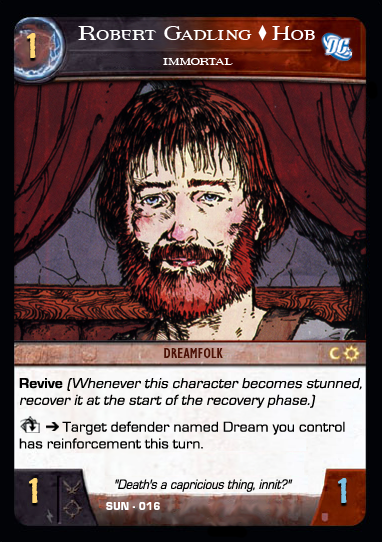 1
Robert Gadling ♦ Hob
DC
IMMORTAL
DREAMFOLK
Revive (Whenever this character becomes stunned,
recover it at the start of the recovery phase.)
➔ Target defender named Dream you control
has reinforcement this turn.
1
"Death's a capricious thing, innit?"
1
SUN · 016